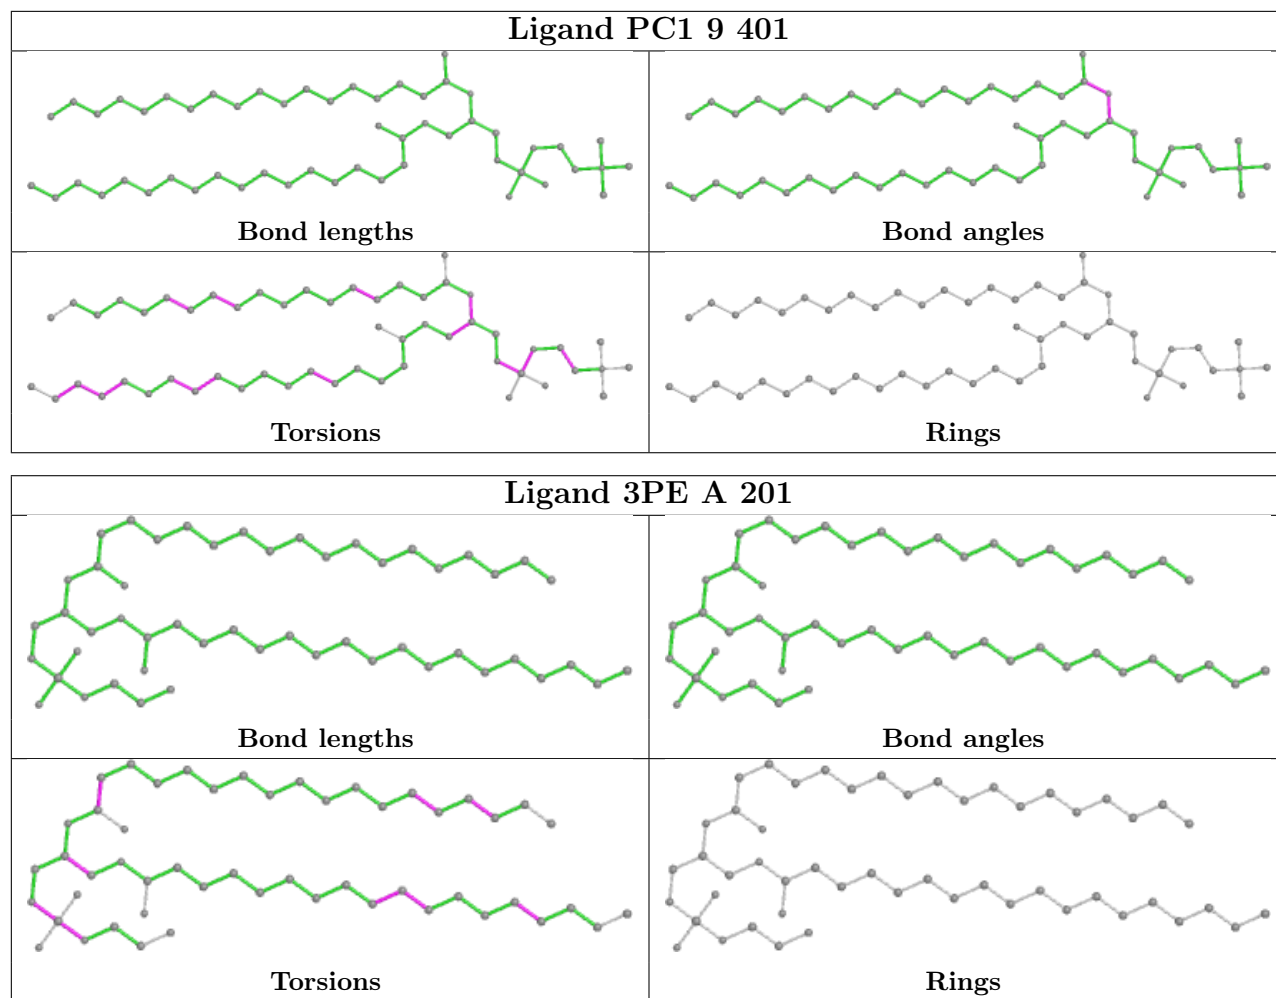 Ligand PC1 9 401
Bond lengths
Bond angles
Torsions
Rings
Ligand 3PE A 201
Bond lengths
Bond angles
Torsions
Rings